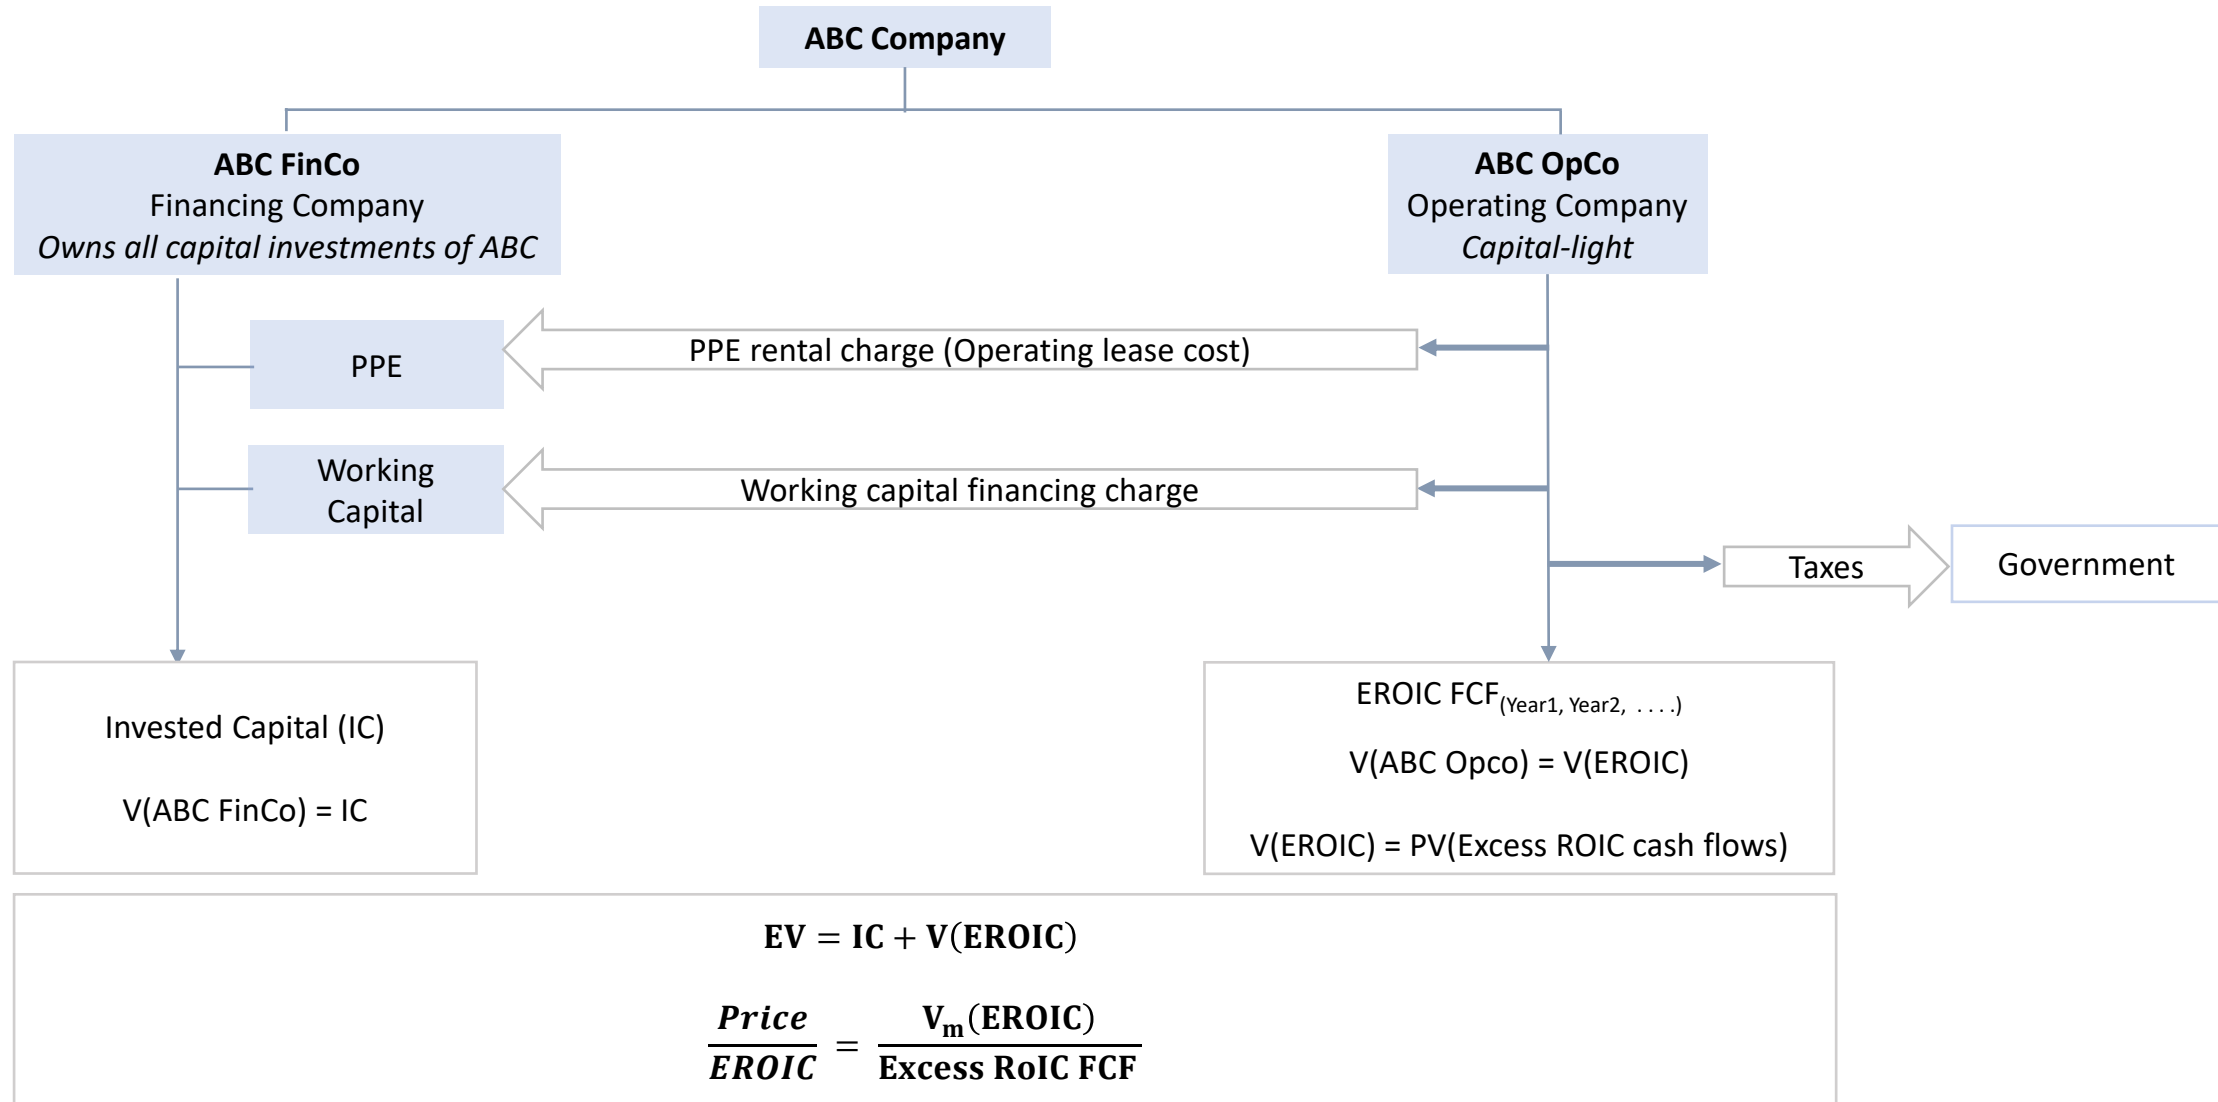 ABC Company
ABC FinCo
Financing Company
Owns all capital investments of ABC
ABC OpCo
Operating Company
Capital-light
PPE
PPE rental charge (Operating lease cost)
Working
Capital
Working capital financing charge
Taxes
Government
Invested Capital (IC)
V(ABC FinCo) = IC
EROIC FCF(Year1, Year2, . . . .)
V(ABC Opco) = V(EROIC)
V(EROIC) = PV(Excess ROIC cash flows)
EV = IC + V(EROIC)
Price/EROIC = Vm(EROIC)/Excess RoIC FCF